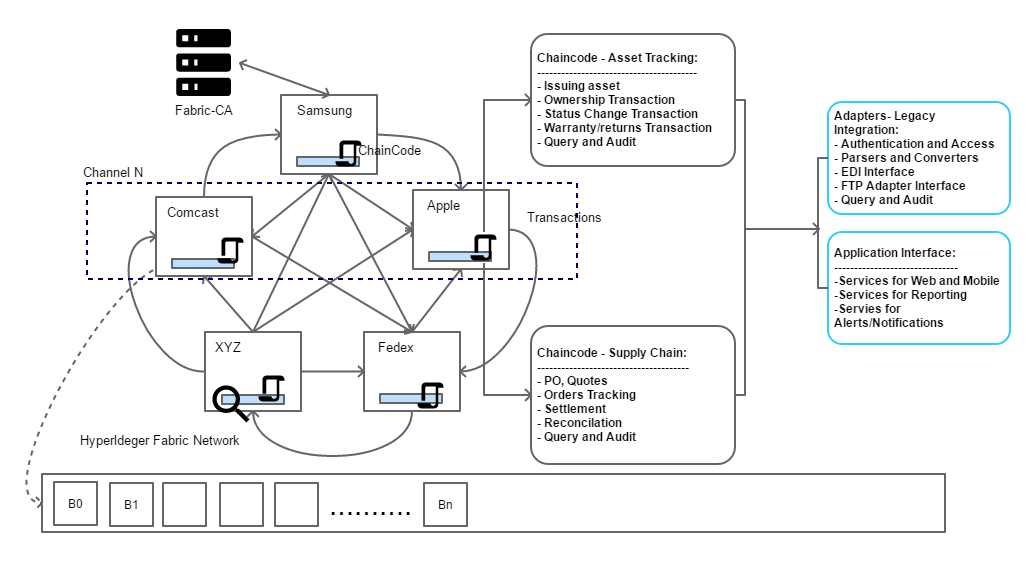 Fabric-CA
Samsung
ChainCode
Channel N
Comcast
Apple
Transactions
XYZ
Fedex
Hyperldeger Fabric Network
Chaincode - Asset Tracking:
----------------------------------------
- Issuing asset
- Ownership Transaction
- Status Change Transaction
- Warranty/returns Transaction
- Query and Audit
Chaincode - Supply Chain:
--------------------------------------
- PO, Quotes
- Orders Tracking
- Settlement
- Reconcilation
- Query and Audit
Adapters- Legacy
Integration:
- Authentication and Access
- Parsers and Converters
- EDI Interface
- FTP Adapter Interface
- Query and Audit
Application Interface:
-------------------------------
-Services for Web and Mobile
-Services for Reporting
-Servies for
Alerts/Notifications
B0
B1
..........
Bn